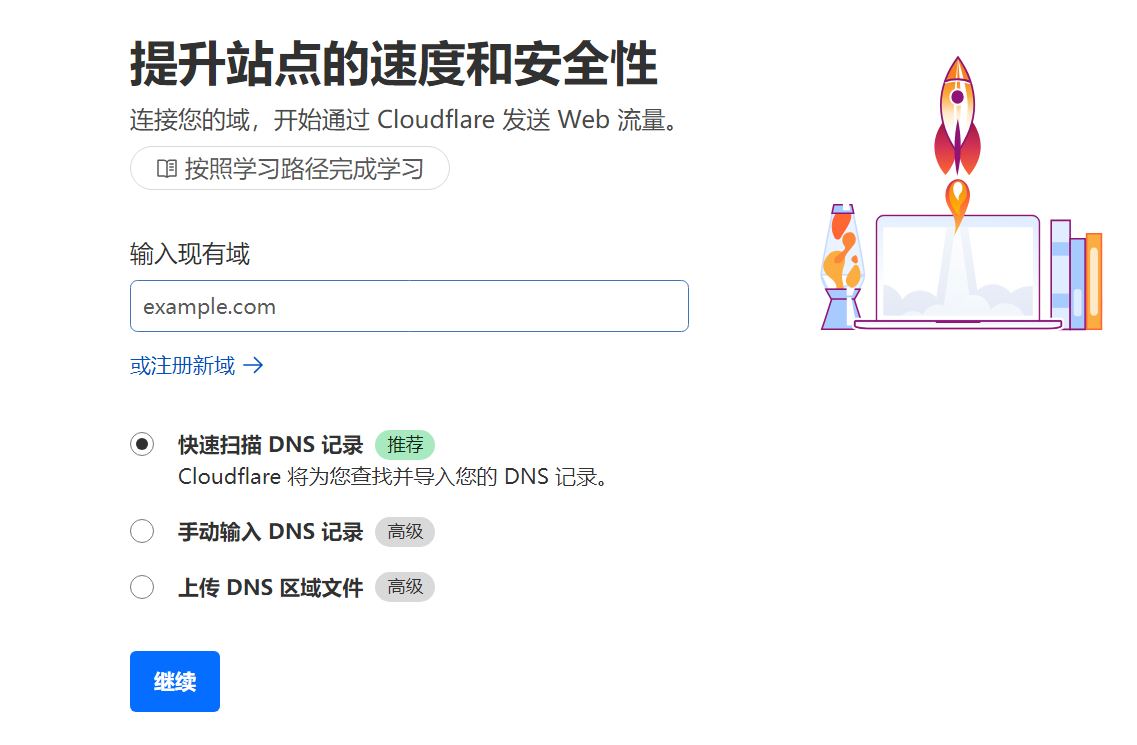 提升站点的速度和安全性
连接您的域，开始通过 Cloudflare 发送 Web 流量。
按照学习路径完成学习
输入现有域
example.com
或注册新域 →
快速扫描 DNS 记录 推荐
Cloudflare 将为您查找并导入您的 DNS 记录。
手动输入 DNS 记录 高级
上传 DNS 区域文件 高级
继续